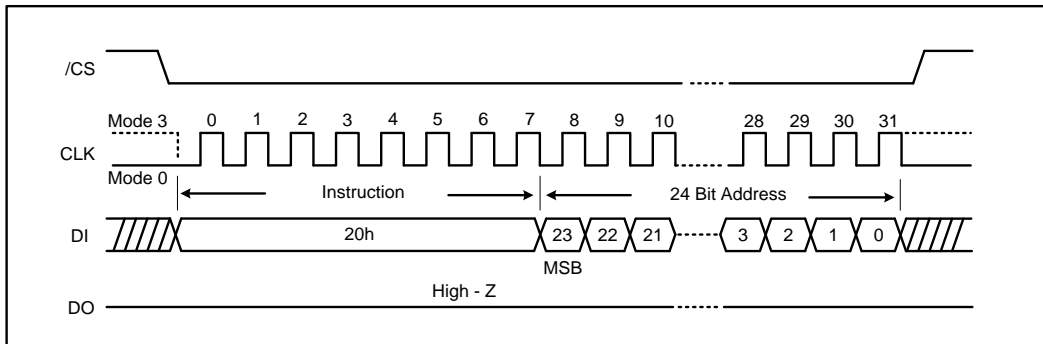 /CS
Mode 3 0 1 2 3 4 5 6 7 8 9 10 28 29 30 31
CLK
Mode 0
Instruction 24 Bit Address
DI 20h 23 22 21 3 2 1 0
MSB
High - Z
DO